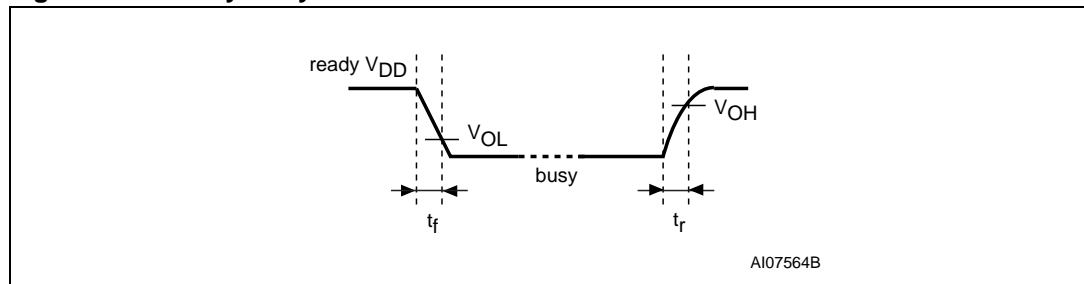 ready VDD
VOL
VOH
busy
tf
tr
AI07564B